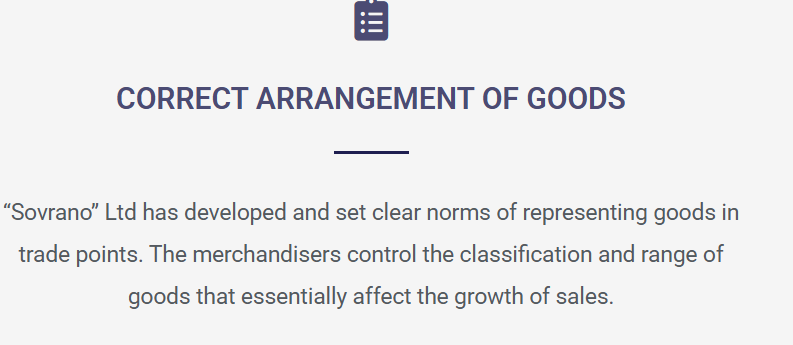 CORRECT ARRANGEMENT OF GOODS
“Sovrano” Ltd has developed and set clear norms of representing goods in
trade points. The merchandisers control the classification and range of
goods that essentially affect the growth of sales.